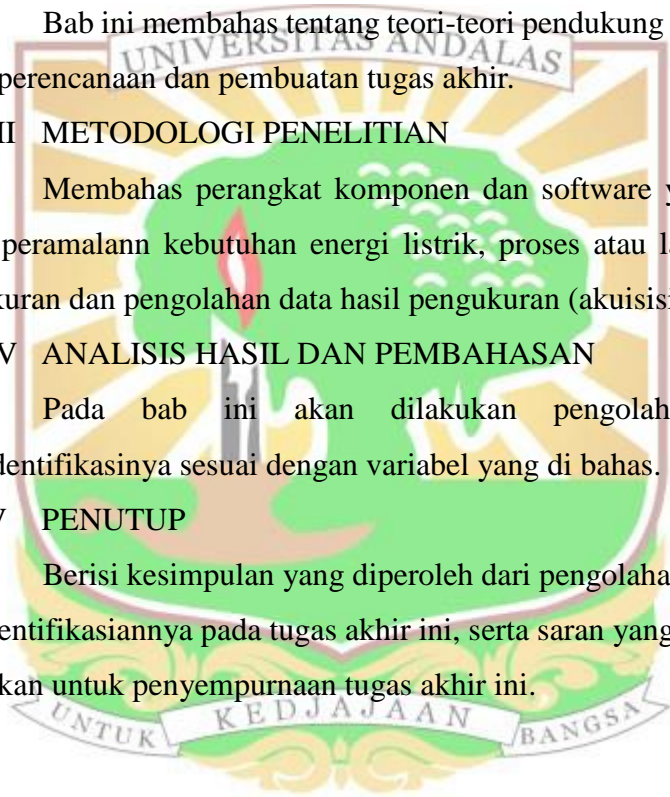 Bab ini membahas tentang teori-teori pendukung
UNIVERSITAS ANDALAS
perencanaan dan pembuatan tugas akhir.
II METODOLOGI PENELITIAN
Membahas perangkat komponen dan software
peramalann kebutuhan energi listrik, proses atau
kuran dan pengolahan data hasil pengukuran (akuisisi
V ANALISIS HASIL DAN PEMBAHASAN
Pada bab ini akan dilakukan pengolah
dentifikasinya sesuai dengan variabel yang di bahas.
PENUTUP
Berisi kesimpulan yang diperoleh dari pengolaha
entifikasiannya pada tugas akhir ini, serta saran yang
kan untuk penyempurnaan tugas akhir ini.
UNTUK KEDJAJAAN BANGSA